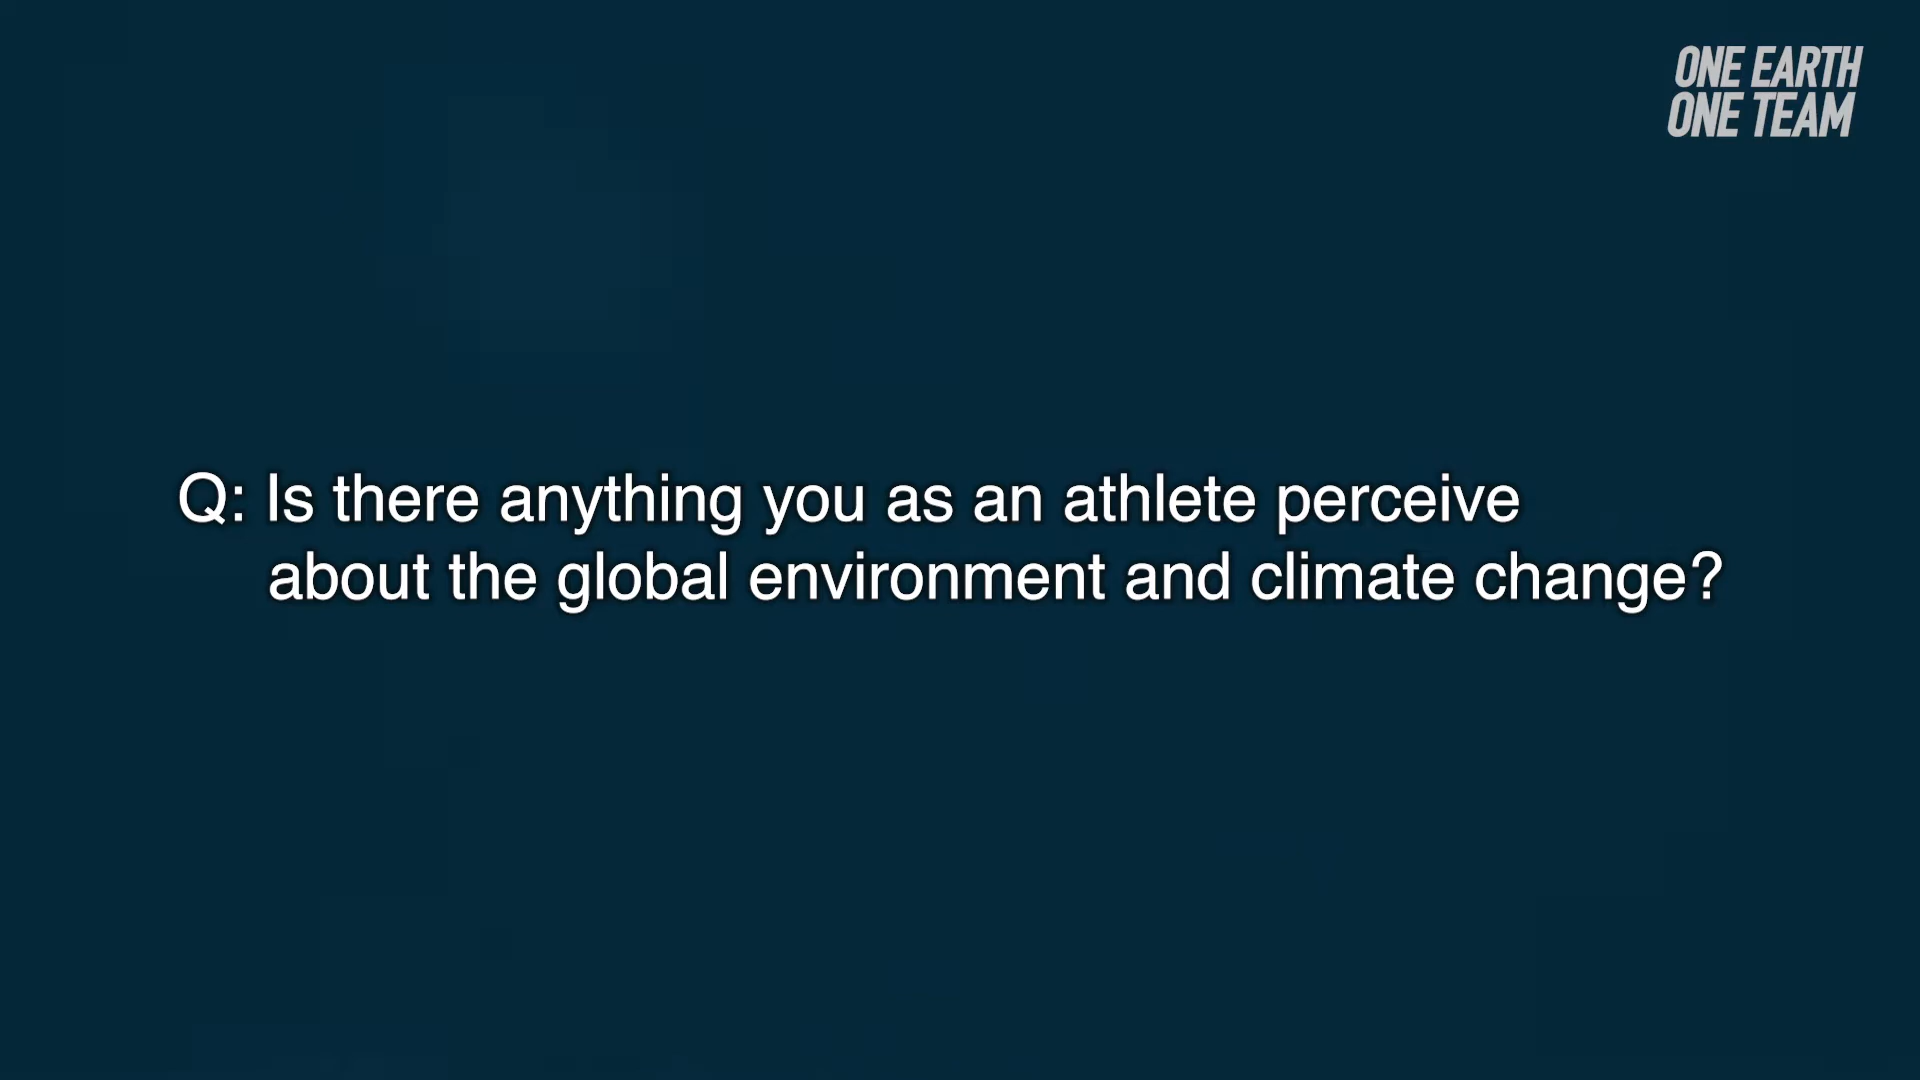 ONE EARTH
ONE TEAM
Q: Is there anything you as an athlete perceive
about the global environment and climate change?